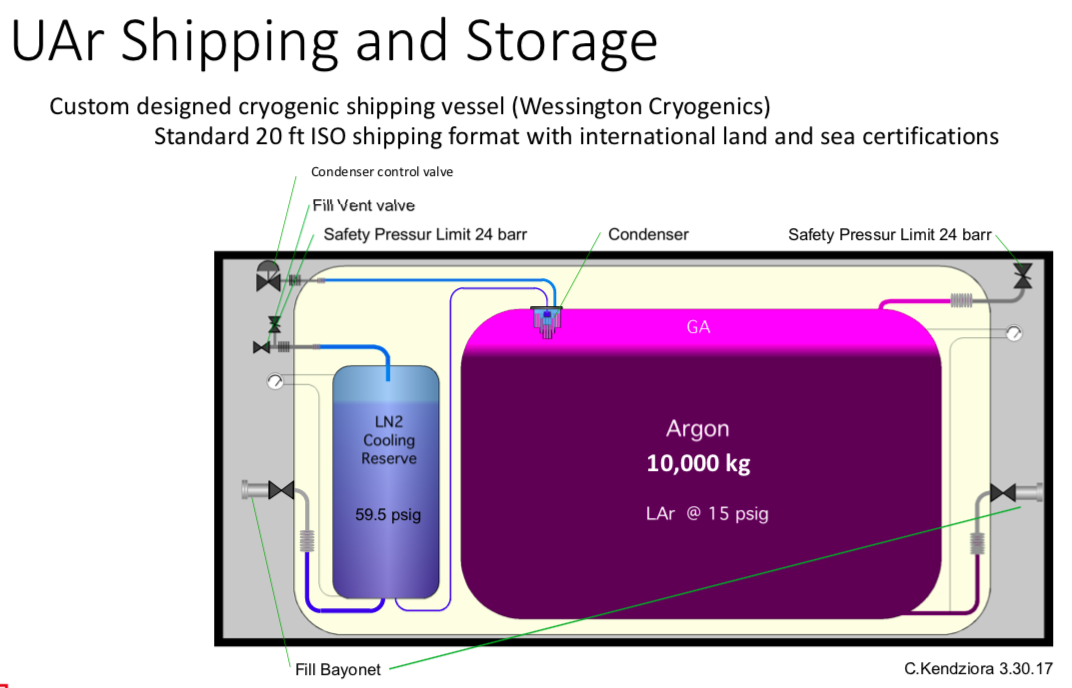 UAr Shipping and Storage
Custom designed cryogenic shipping vessel (Wessington Cryogenics)
Standard 20 ft ISO shipping format with international land and sea certifications
Condenser control valve
Fill Vent valve
Safety Pressur Limit 24 barr
Condenser
Safety Pressur Limit 24 barr
GA
LN2
Cooling
Reserve
59.5 psig
Argon
10,000 kg
LAr @ 15 psig
Fill Bayonet
C.Kendziora 3.30.17